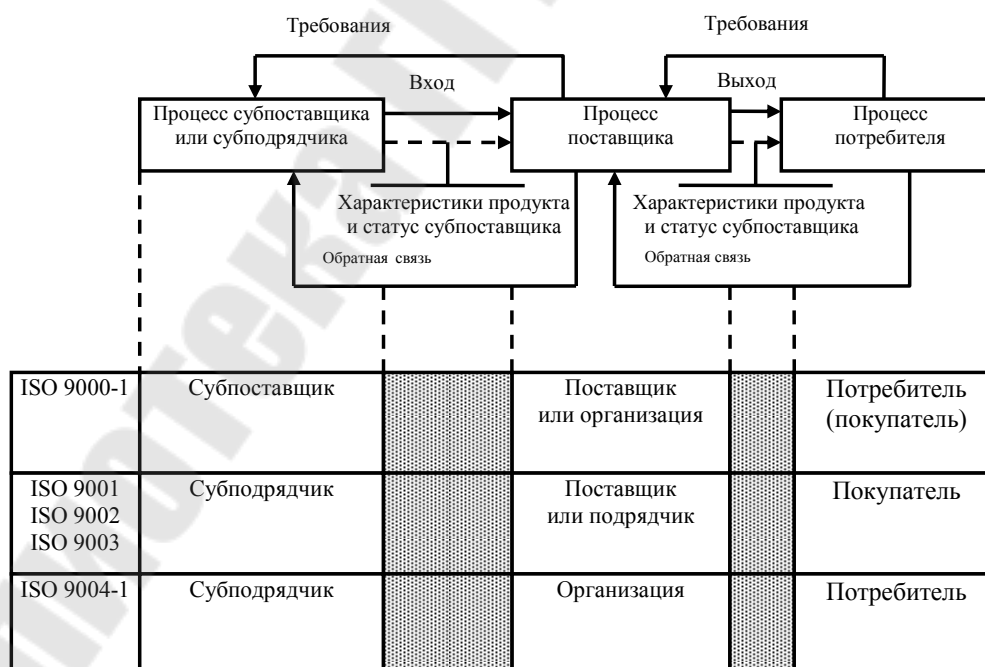 Требования
Требования
Вход
Выход
Процесс субпоставщика
или субподрядчика
Процесс
поставщика
Процесс
потребителя
Характеристики продукта
и статус субпоставщика
Характеристики продукта
и статус субпоставщика
Обратная связь
Обратная связь
ISO 9000-1
Субпоставщик
Поставщик
или организация
Потребитель
(покупатель)
ISO 9001
ISO 9002
ISO 9003
Субподрядчик
Поставщик
или подрядчик
Покупатель
ISO 9004-1
Субподрядчик
Организация
Потребитель